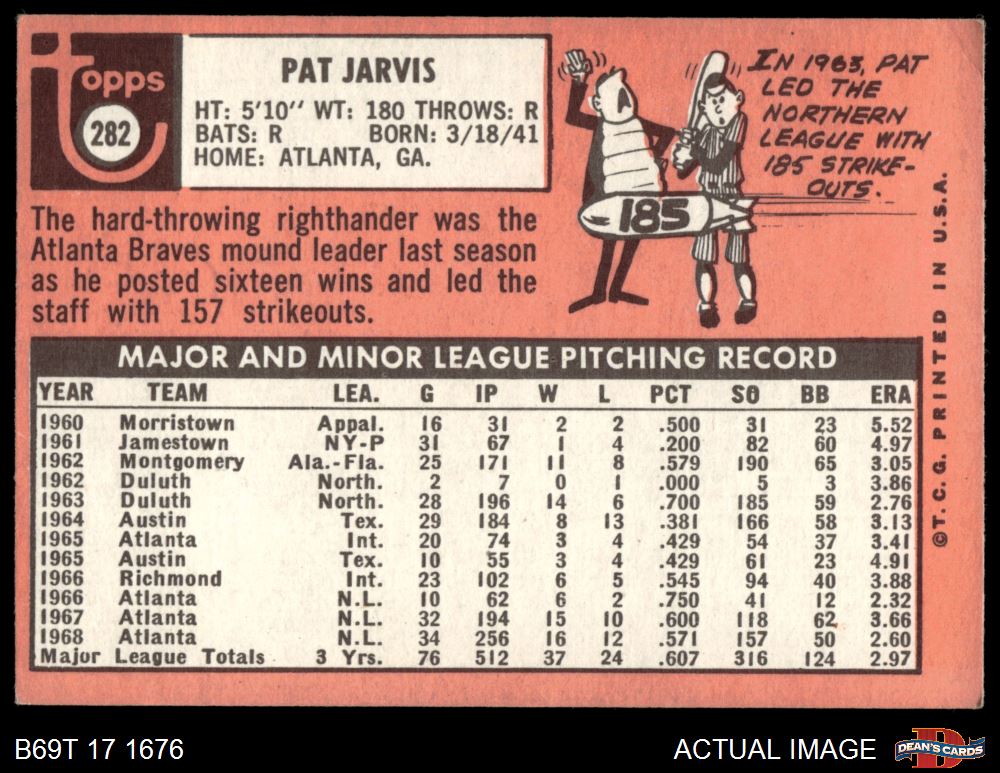 topps
282
PAT JARVIS
HT: 5'10" WT: 180 THROWS: R
BATS: R BORN: 3/18/41
HOME: ATLANTA, GA.
IN 1963, PAT
LED THE
NORTHERN
LEAGUE WITH
185 STRIKE-
OUTS.
185
The hard-throwing righthander was the
Atlanta Braves mound leader last season
as he posted sixteen wins and led the
staff with 157 strikeouts.
MAJOR AND MINOR LEAGUE PITCHING RECORD
YEAR TEAM LEA. G IP W L PCT SO BB ERA
1960 Morristown Appal. 16 31 2 2 .500 31 23 5.52
1961 Jamestown NY-P 31 67 1 4 .200 82 60 4.97
1962 Montgomery Ala.-Fla. 25 171 11 8 .579 190 65 3.05
1962 Duluth North. 2 7 0 1 .000 5 3 3.86
1963 Duluth North. 28 196 14 6 .700 185 59 2.76
1964 Austin Tex. 29 184 8 13 .381 166 58 3.13
1965 Atlanta Int. 20 74 3 4 .429 54 37 3.41
1965 Austin Tex. 10 55 3 4 .429 61 23 4.91
1966 Richmond Int. 23 102 6 5 .545 94 40 3.88
1966 Atlanta N.L. 10 62 6 2 .750 41 12 2.32
1967 Atlanta N.L. 32 194 15 10 .600 118 62 3.66
1968 Atlanta N.L. 34 256 16 12 .571 157 50 2.60
Major League Totals 3 Yrs. 76 512 37 24 .607 316 124 2.97
©T. C. G. PRINTED IN U.S.A.
B69T 17 1676
ACTUAL IMAGE
DEAN'S CARDS